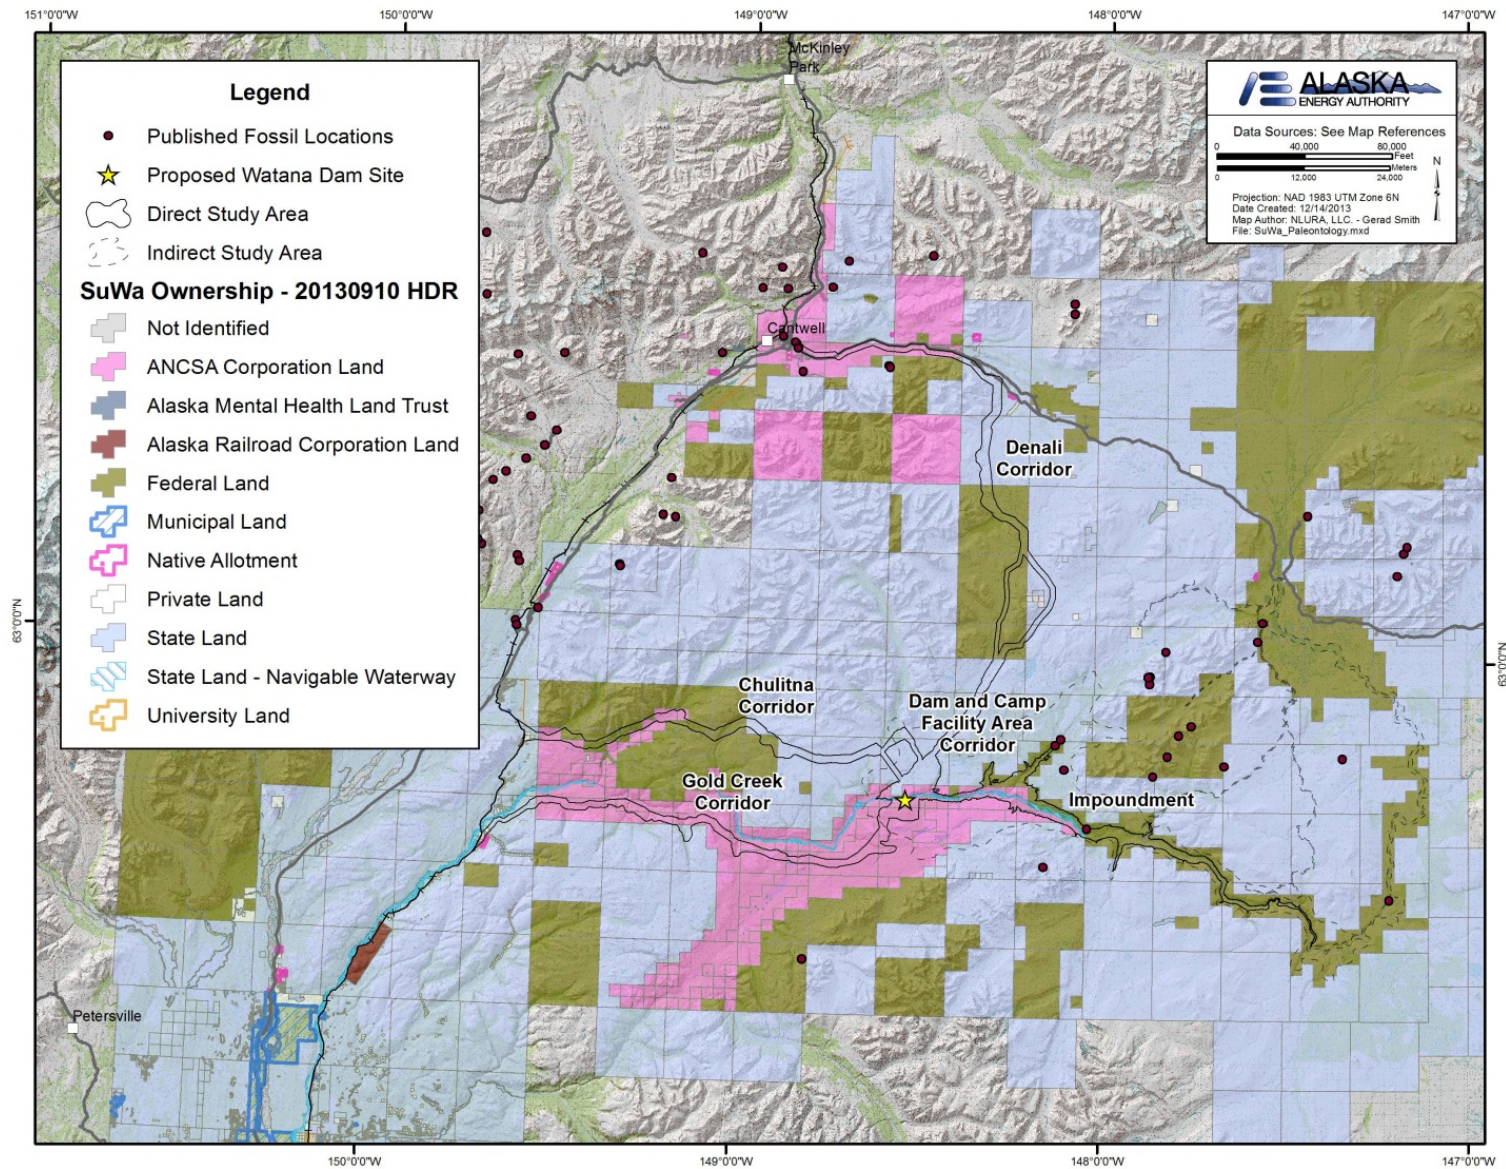 151°0'0"W 150°0'0"W 149°0'0"W 148°0'0"W 147°0'0"W
McKinley
Park
Legend
Published Fossil Locations
Proposed Watana Dam Site
Direct Study Area
Indirect Study Area
SuWa Ownership - 20130910 HDR
Not Identified
ANCSA Corporation Land
Alaska Mental Health Land Trust
Alaska Railroad Corporation Land
Federal Land
Municipal Land
Native Allotment
Private Land
State Land
State Land - Navigable Waterway
University Land
ALASKA
ENERGY AUTHORITY
Data Sources: See Map References
0 40,000 80,000
Feet
Meters
0 12,000 24,000
N
Projection: NAD 1983 UTM Zone 6N
Date Created: 12/14/2013
Map Author: NLURA, LLC. - Gerad Smith
File: SuWa_Paleontology.mxd
Cantwell
Denali
Corridor
63°0'0"N
63°0'0"N
Chulitna
Corridor
Dam and Camp
Facility Area
Corridor
Gold Creek
Corridor
Impoundment
Petersville
150°0'0"W 149°0'0"W 148°0'0"W 147°0'0"W